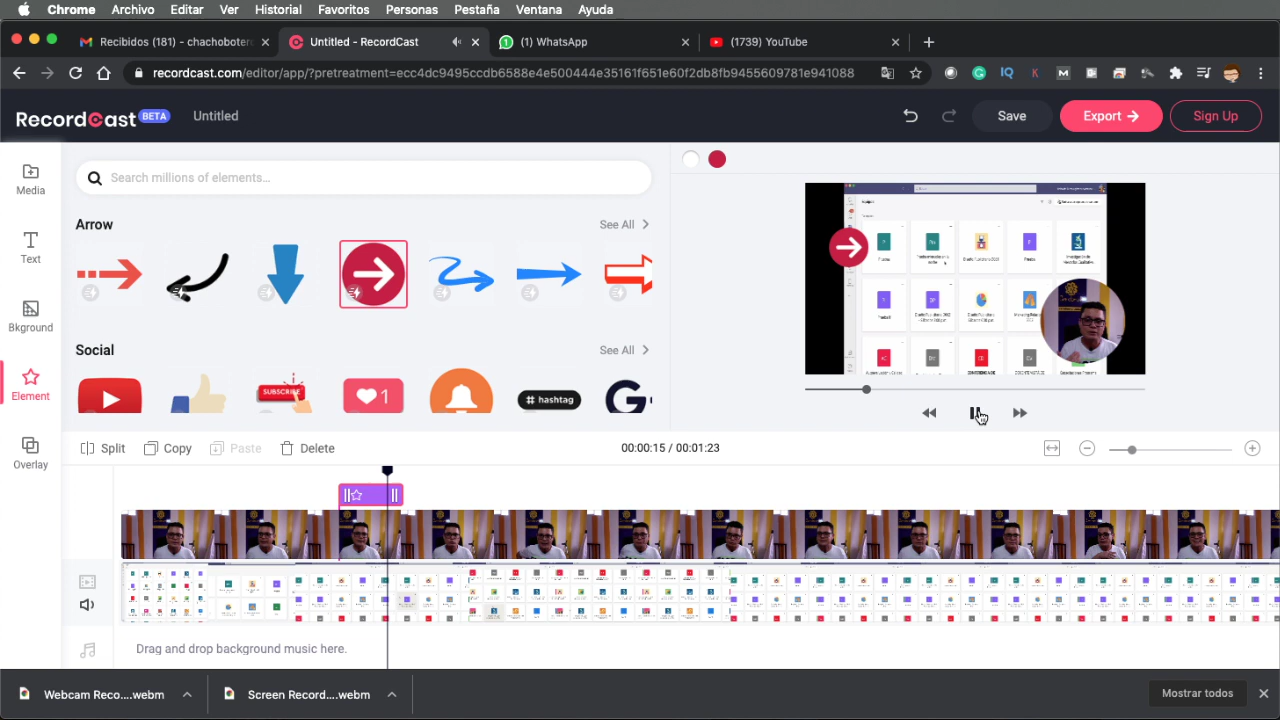 Chrome Archivo Editar Ver Historial Favoritos Personas Pestaña Ventana Ayuda
Recibidos (181) - chachoboter
Untitled - RecordCast
(1) WhatsApp
(1739) YouTube
recordcast.com/editor/app/?pretreatment=ecc4dc9495ccdb6588e4e500444e35161f651e60f2db8fb9455609781e941088
RecordCast BETA
Untitled
Save
Export →
Sign Up
Media
Text
Bkground
Element
Overlay
Search millions of elements...
Arrow
See All >
Social
See All >
SUBSCRIBE
1
# hashtag
G
Split
Copy
Paste
Delete
00:00:15 / 00:01:23
Drag and drop background music here.
Webcam Reco....webm
Screen Record....webm
Mostrar todos